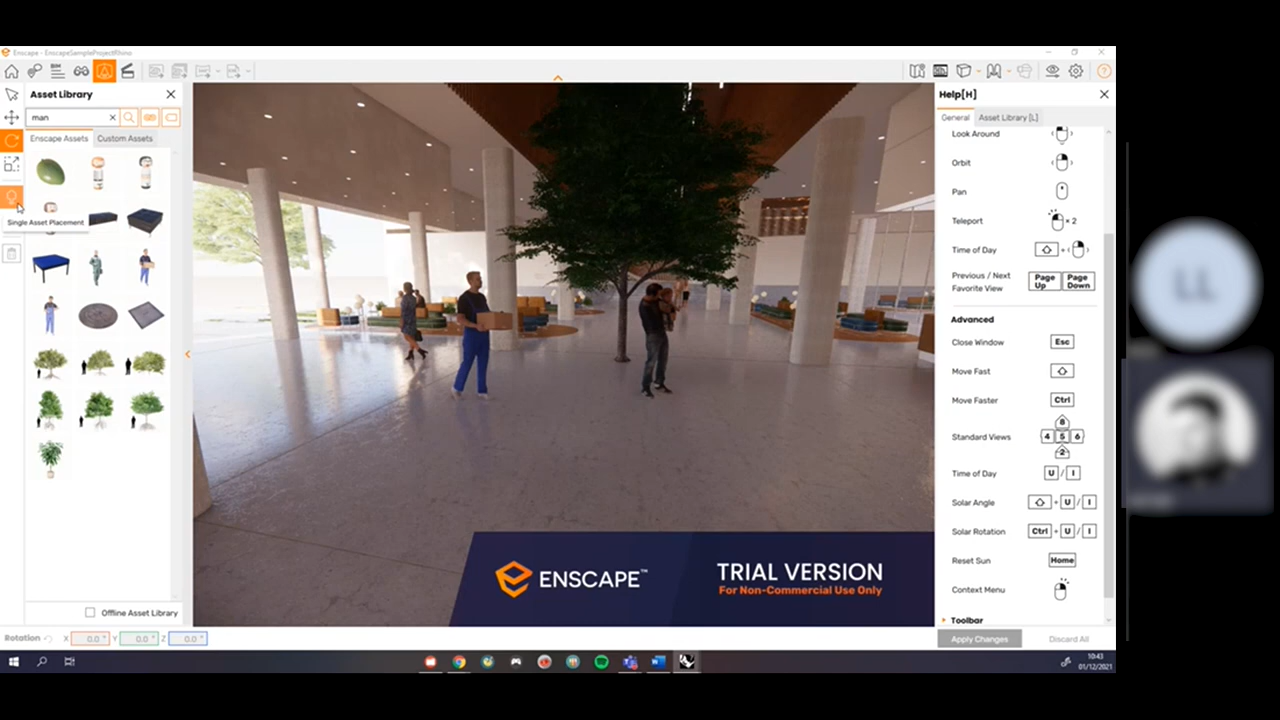 Enscape - EnscapeSampleProjectRhino
Asset Library
man
Enscape Assets
Custom Assets
Single Asset Placement
Offline Asset Library
Rotation
X 0.0 °
Y 0.0 °
Z 0.0 °
ENSCAPE™
TRIAL VERSION
For Non-Commercial Use Only
Help[H]
General
Asset Library [L]
Look Around
Orbit
Pan
Teleport
× 2
Time of Day
+
Previous / Next
Favorite View
Page Up
Page Down
Advanced
Close Window
Esc
Move Fast
Move Faster
Ctrl
8
Standard Views
4 5 6
2
Time of Day
U / I
Solar Angle
+ U / I
Solar Rotation
Ctrl + U / I
Reset Sun
Home
Context Menu
Toolbar
Apply Changes
Discard All
10:43
01/12/2021
LL